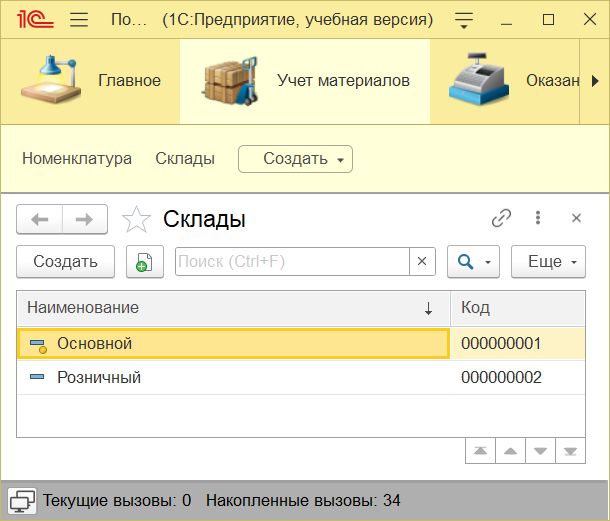 1С По... (1С:Предприятие, учебная версия)
Главное Учет материалов Оказан
Номенклатура Склады Создать
Склады
Создать Поиск (Ctrl+F) Еще
Наименование Код
Основной 000000001
Розничный 000000002
Текущие вызовы: 0 Накопленные вызовы: 34